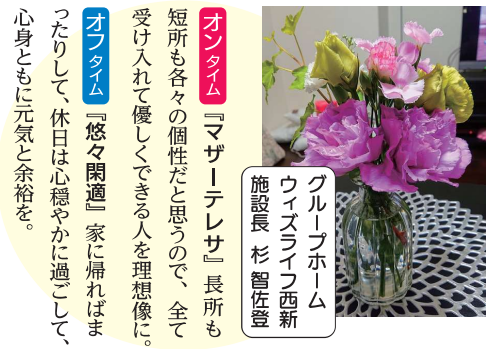 オンタイム『マザーテレサ』長所も
短所も各々の個性だと思うので、全て
受け入れて優しくできる人を理想像に。
オフタイム『悠々閑適』家に帰ればま
ったりして、休日は心穏やかに過ごして、
心身ともに元気と余裕を。
グループホーム
ウィズライフ西新
施設長 杉 智佐登